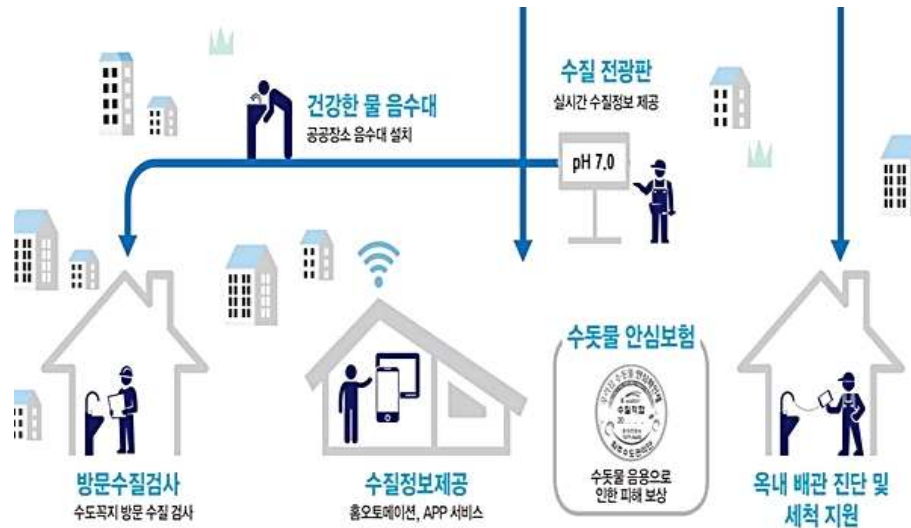 건강한 물 음수대
공공장소 음수대 설치
수질 전광판
실시간 수질정보 제공
pH 7.0
방문수질검사
수도꼭지 방문 수질 검사
수질정보제공
홈오토메이션, APP 서비스
수돗물 안심보험
수질적합
수돗물 음용으로
인한 피해 보상
옥내 배관 진단 및
세척 지원